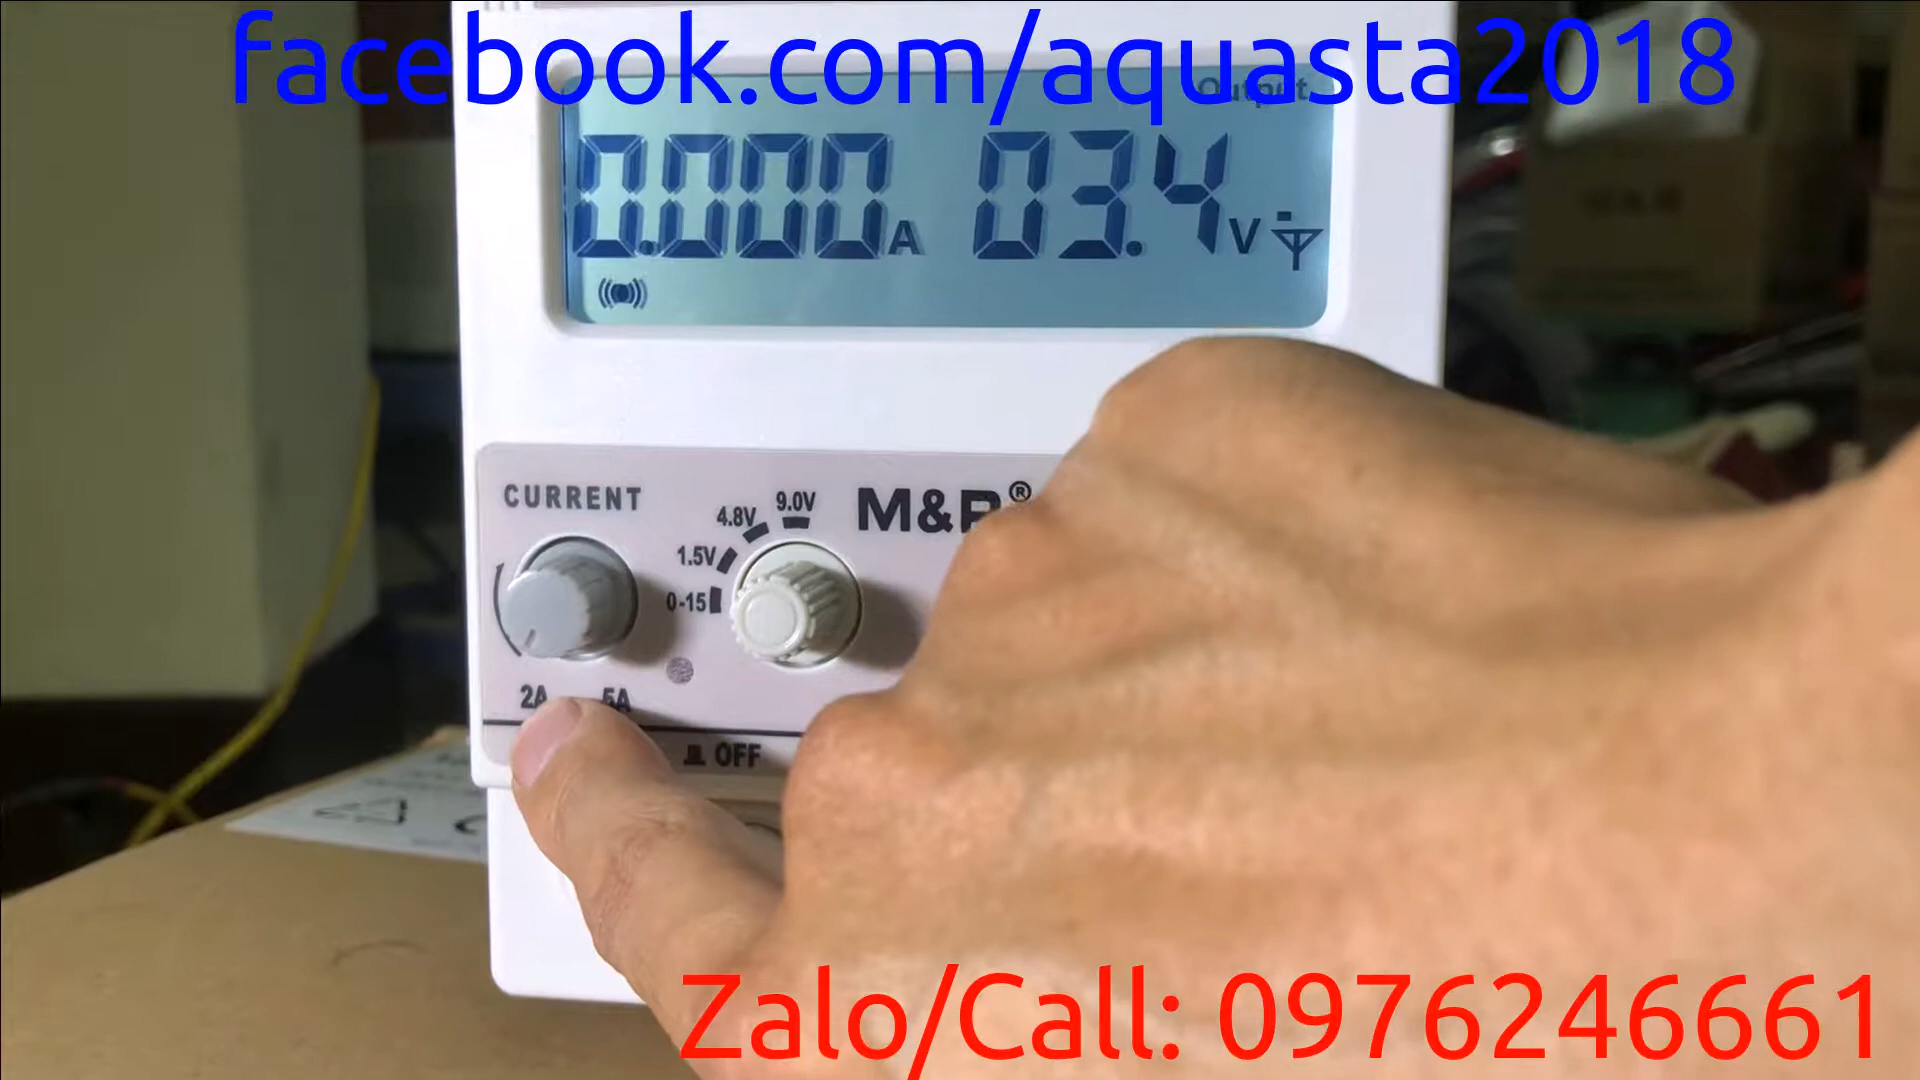 facebook.com/aquasta2018
Output
0.000A 03.4V
CURRENT
9.0V
4.8V
1.5V
0-15
M&R®
2A 5A
OFF
Zalo/Call: 0976246661